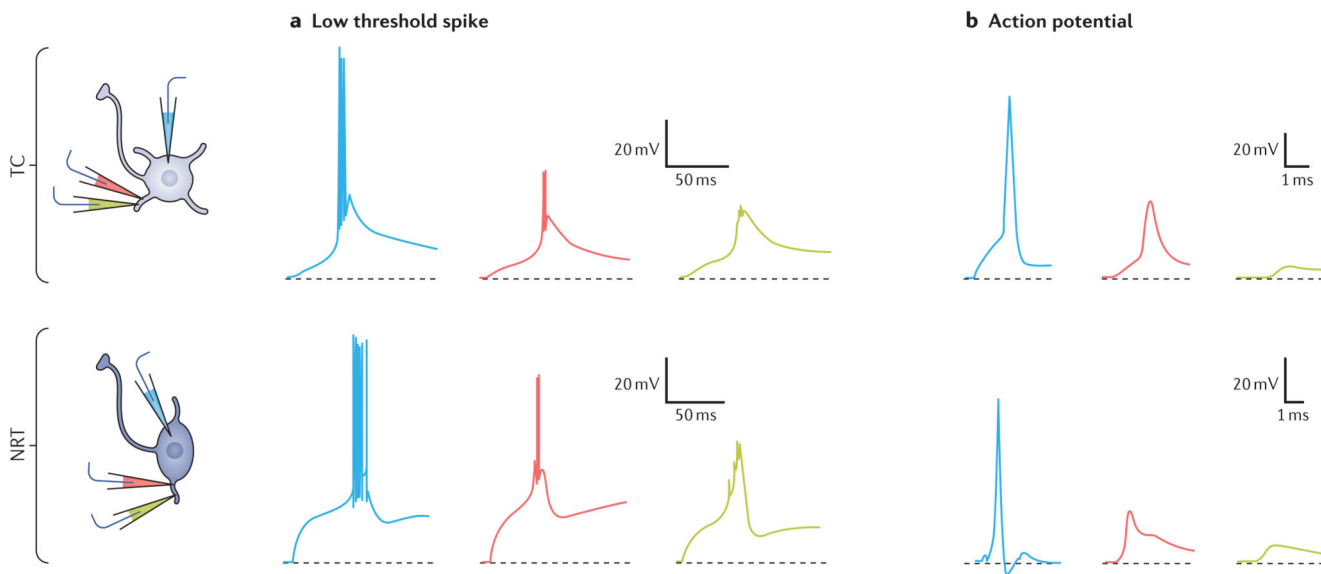 a Low threshold spike
b Action potential
TC
20 mV
50 ms
20 mV
1 ms
NRT
20 mV
50 ms
20 mV
1 ms